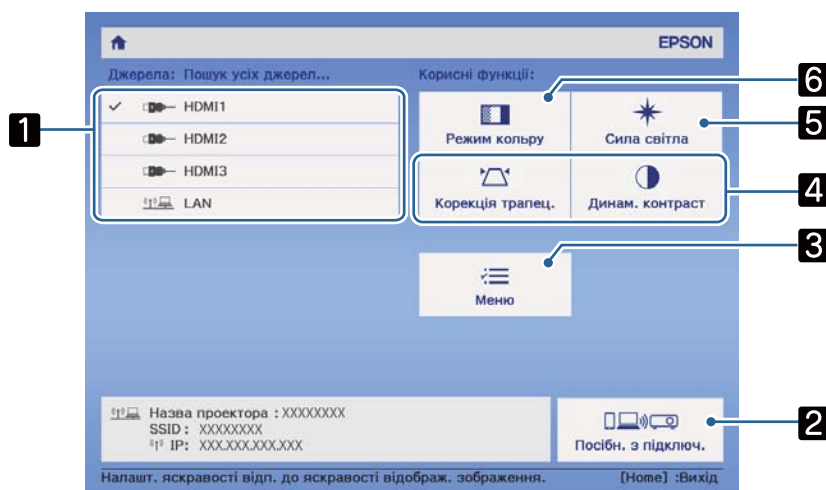 EPSON
Джерела: Пошук усіх джерел...
Корисні функції:
1
HDMI1
HDMI2
HDMI3
LAN
Режим кольру
6
Сила світла
5
Корекція трапец.
Динам. контраст
4
3
Меню
Назва проектора : XXXXXXXX
SSID : XXXXXXXX
IP: XXX.XXX.XXX.XXX
Посібн. з підключ.
2
Налашт. яскравості відп. до яскравості відображ. зображення.
[Home] :Вихід